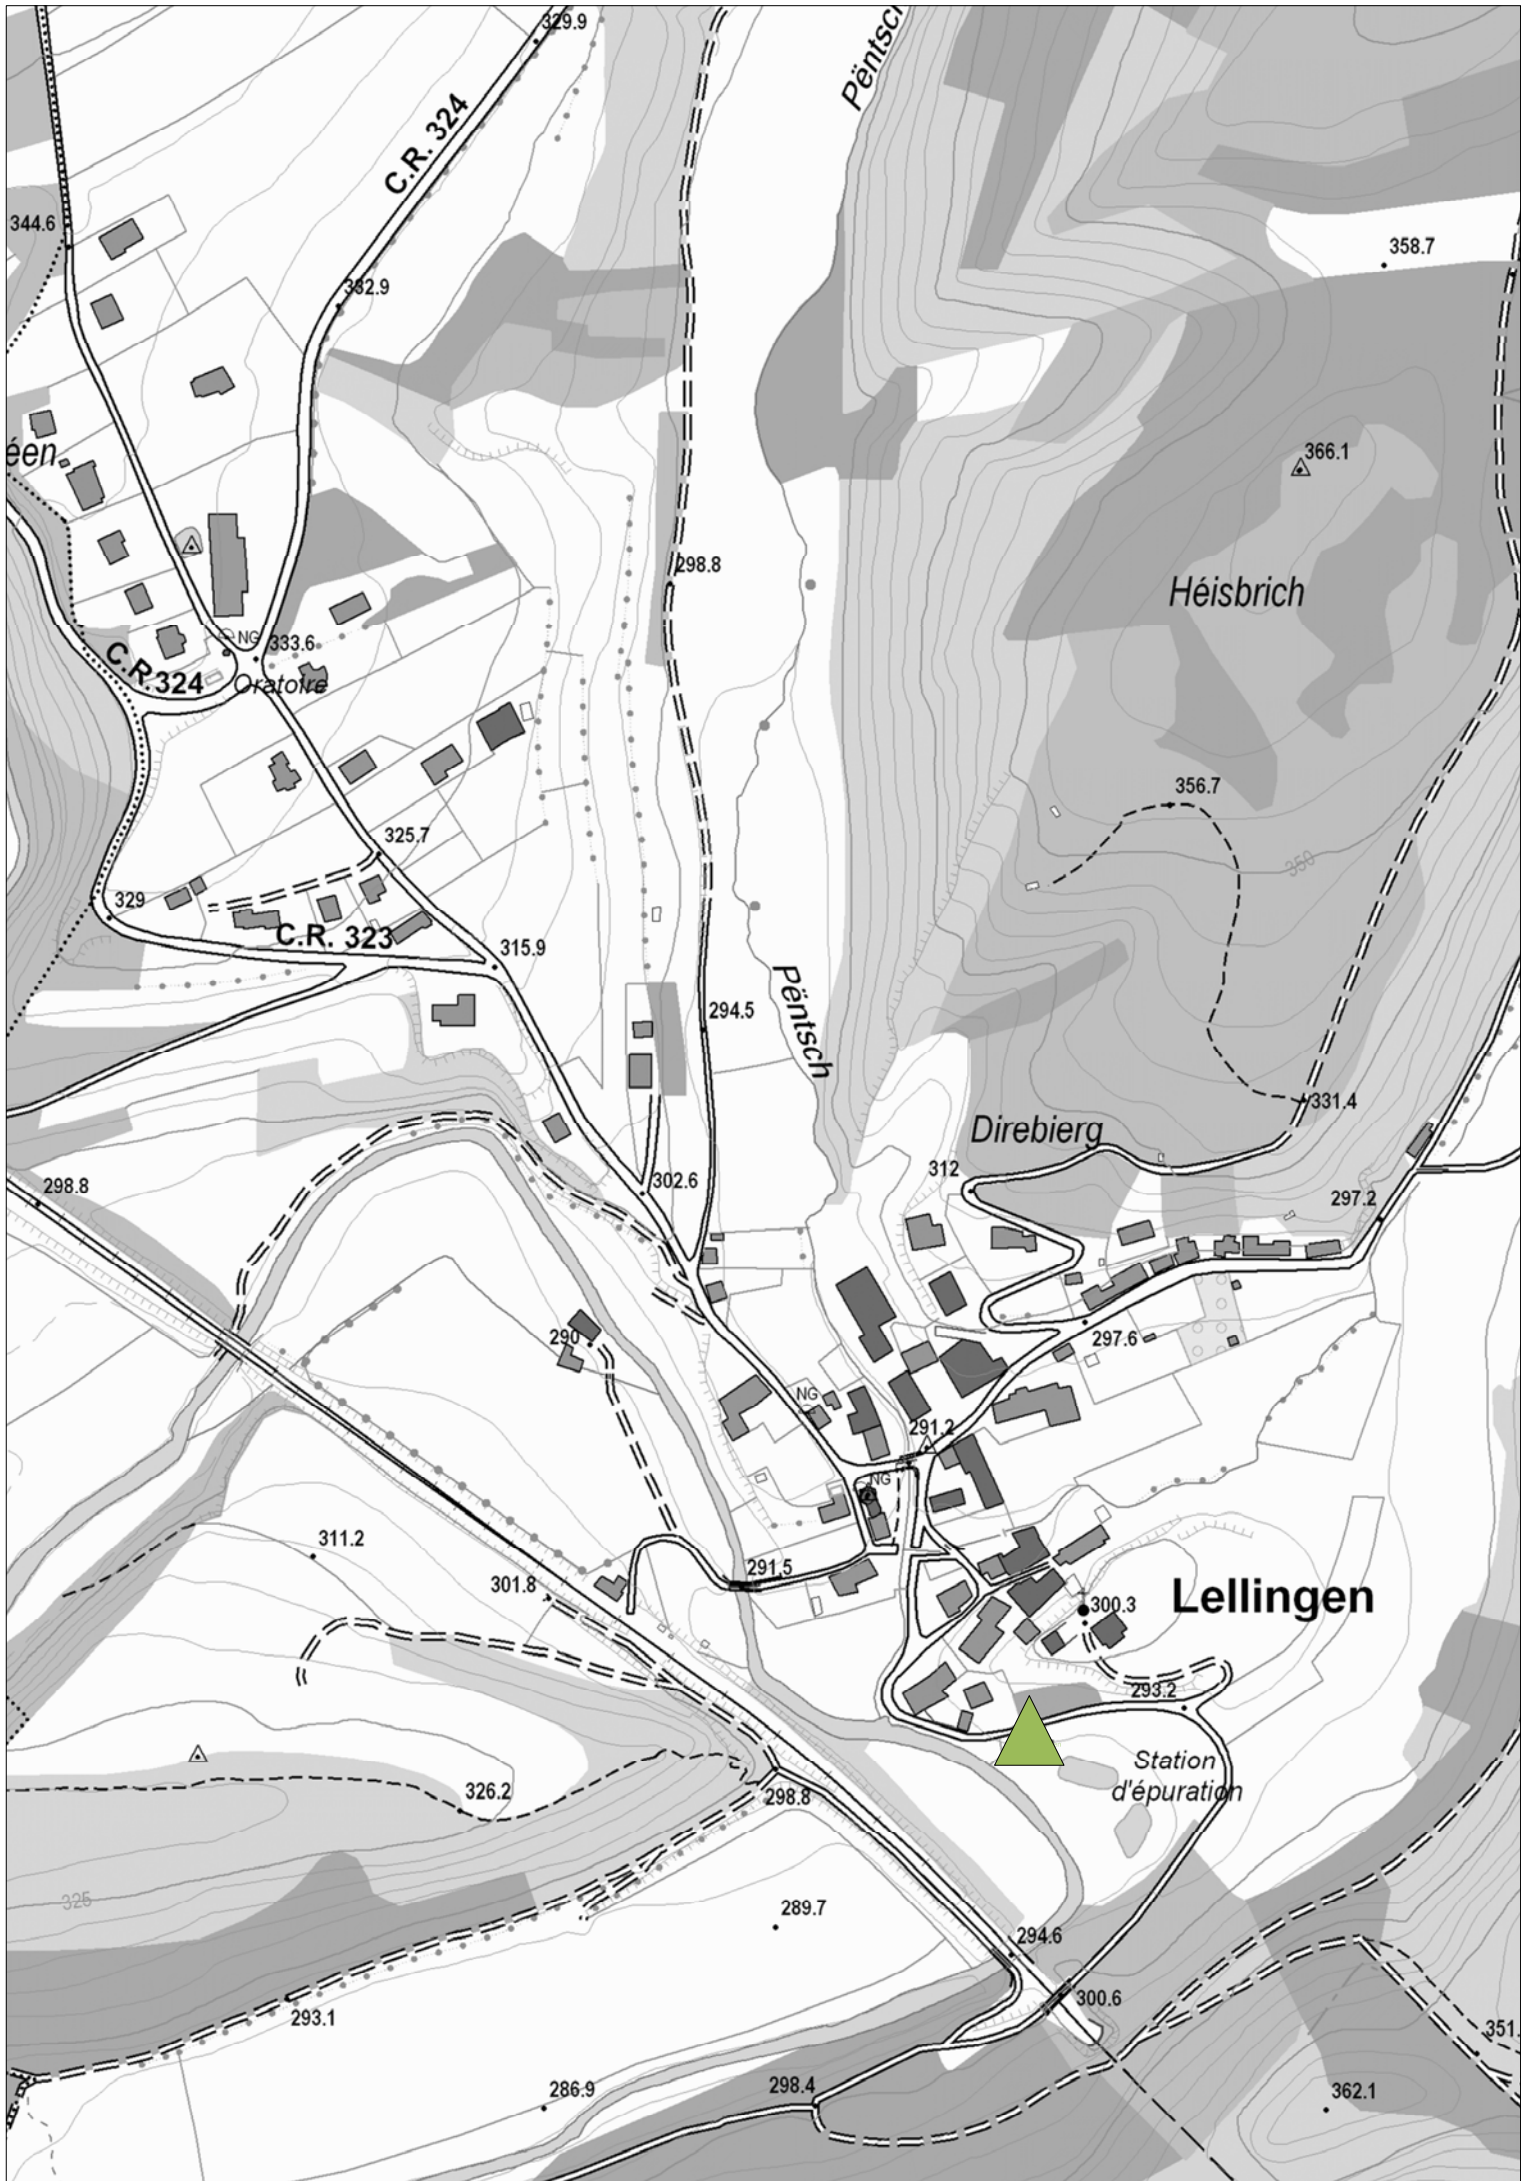 329.9
C.R. 324
Pëntsch
344.6
358.7
332.9
366.1
éen
298.8
Héisbrich
NG
333.6
C.R.324
Oratoire
356.7
325.7
350
329
C.R. 323
315.9
294.5
Pëntsch
331.4
Direbierg
312
302.6
298.8
297.2
290
297.6
NG
291.2
NG
311.2
291.5
301.8
Lellingen
300.3
293.2
Station
d'épuration
326.2
298.8
325
289.7
294.6
300.6
293.1
351.
286.9
298.4
362.1